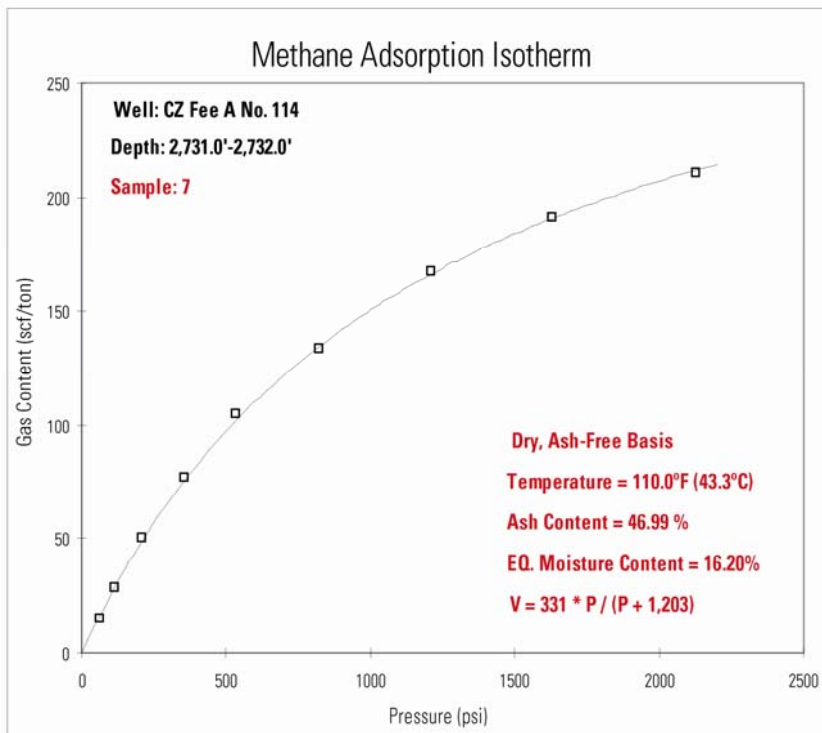 Methane Adsorption Isotherm
Well: CZ Fee A No. 114
Depth: 2,731.0'-2,732.0'
Sample: 7
Gas Content (scf/ton)
250
200
150
100
50
0
Dry, Ash-Free Basis
Temperature = 110.0ºF (43.3ºC)
Ash Content = 46.99 %
EQ. Moisture Content = 16.20%
V = 331 * P / (P + 1,203)
0 500 1000 1500 2000 2500
Pressure (psi)